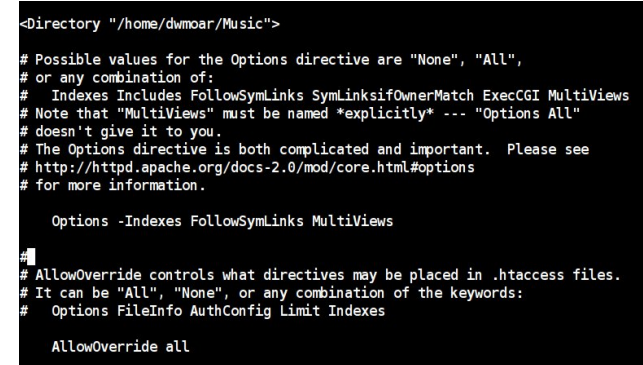 <Directory "/home/dwmoar/Music">
# Possible values for the Options directive are "None", "All",
# or any combination of:
#   Indexes Includes FollowSymLinks SymLinksifOwnerMatch ExecCGI MultiViews
# Note that "MultiViews" must be named *explicitly* --- "Options All"
# doesn't give it to you.
# The Options directive is both complicated and important.  Please see
# http://httpd.apache.org/docs-2.0/mod/core.html#options
# for more information.
    Options -Indexes FollowSymLinks MultiViews
#
# AllowOverride controls what directives may be placed in .htaccess files.
# It can be "All", "None", or any combination of the keywords:
#   Options FileInfo AuthConfig Limit Indexes
    AllowOverride all